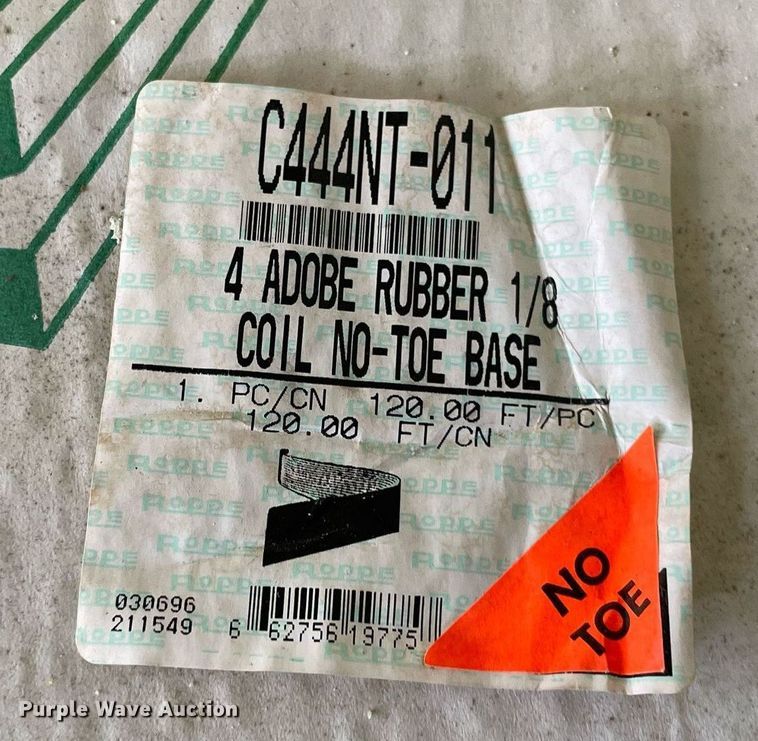 C444NT-011
4 ADOBE RUBBER 1/8
COIL NO-TOE BASE
1. PC/CN 120.00 FT/PC
120.00 FT/CN
ROPPE
NO
TOE
030696
211549
6 62756 19775
Purple Wave Auction